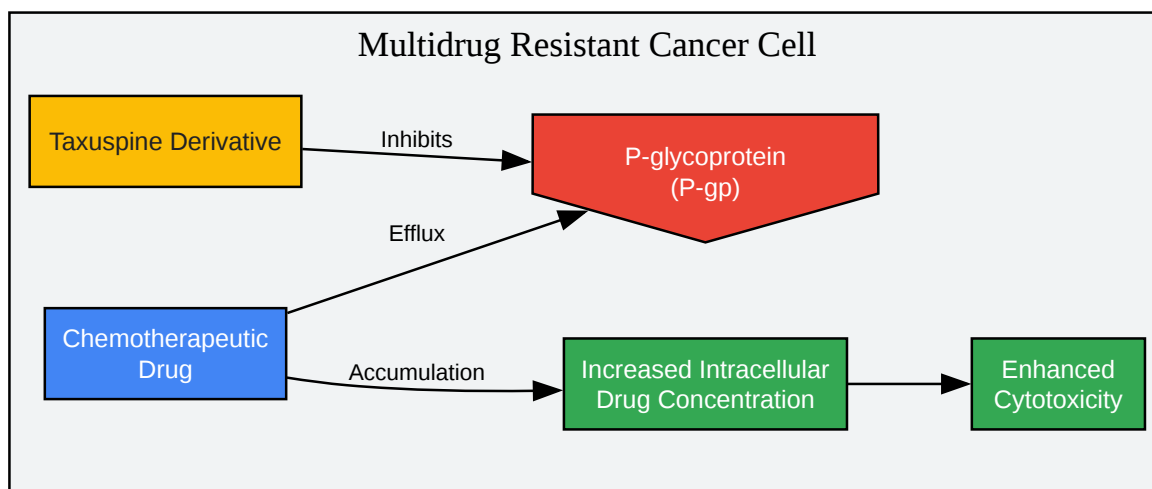 Multidrug Resistant Cancer Cell
Taxuspine Derivative
Inhibits
P-glycoprotein
(P-gp)
Efflux
Chemotherapeutic
Drug
Accumulation
Increased Intracellular
Drug Concentration
Enhanced
Cytotoxicity